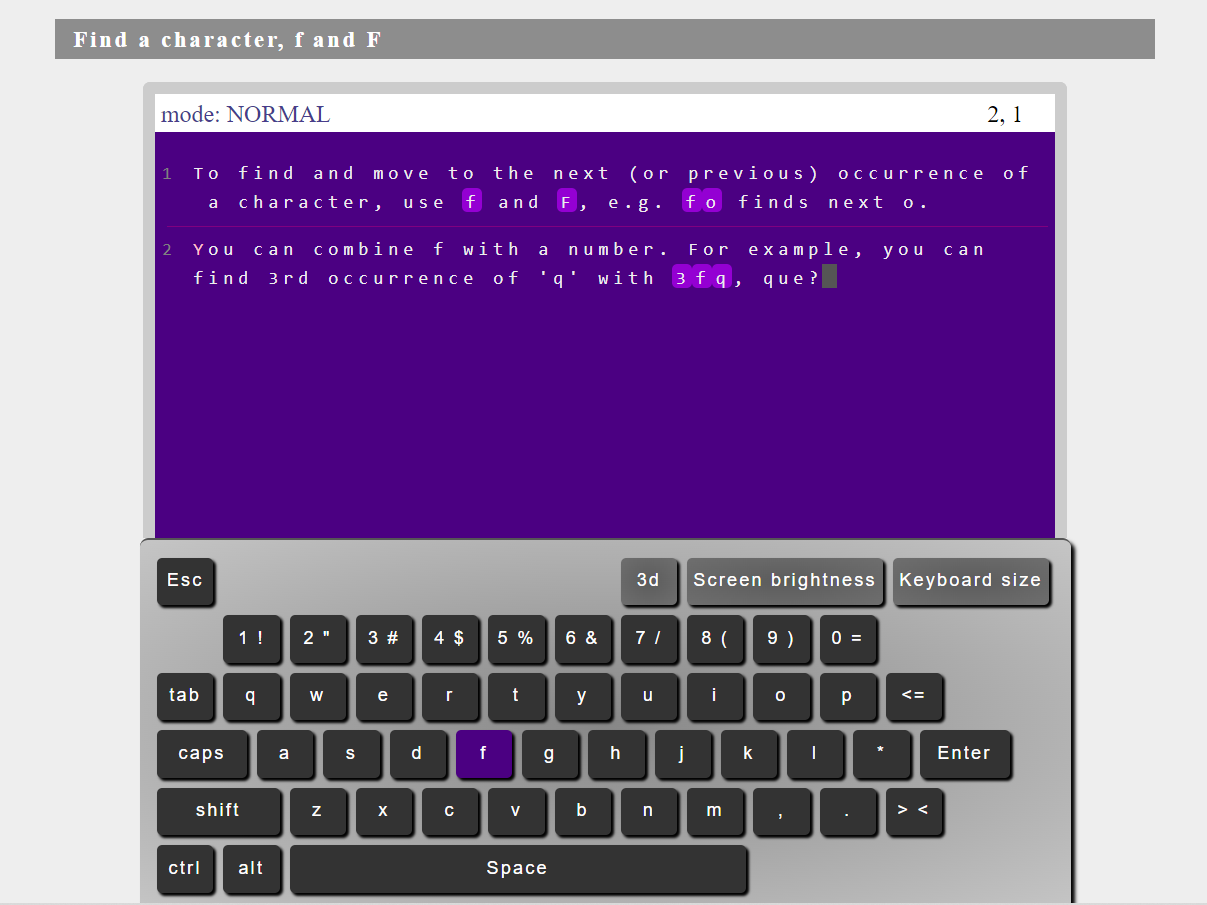 Find a character, f and F
mode: NORMAL 2, 1
1 To find and move to the next (or previous) occurrence of
a character, use f and F, e.g. fo finds next o.
2 You can combine f with a number. For example, you can
find 3rd occurrence of 'q' with 3fq, que?
Esc 3d Screen brightness Keyboard size
1 ! 2 " 3 # 4 $ 5 % 6 & 7 / 8 ( 9 ) 0 =
tab q w e r t y u i o p <=
caps a s d f g h j k l * Enter
shift z x c v b n m , . > <
ctrl alt Space